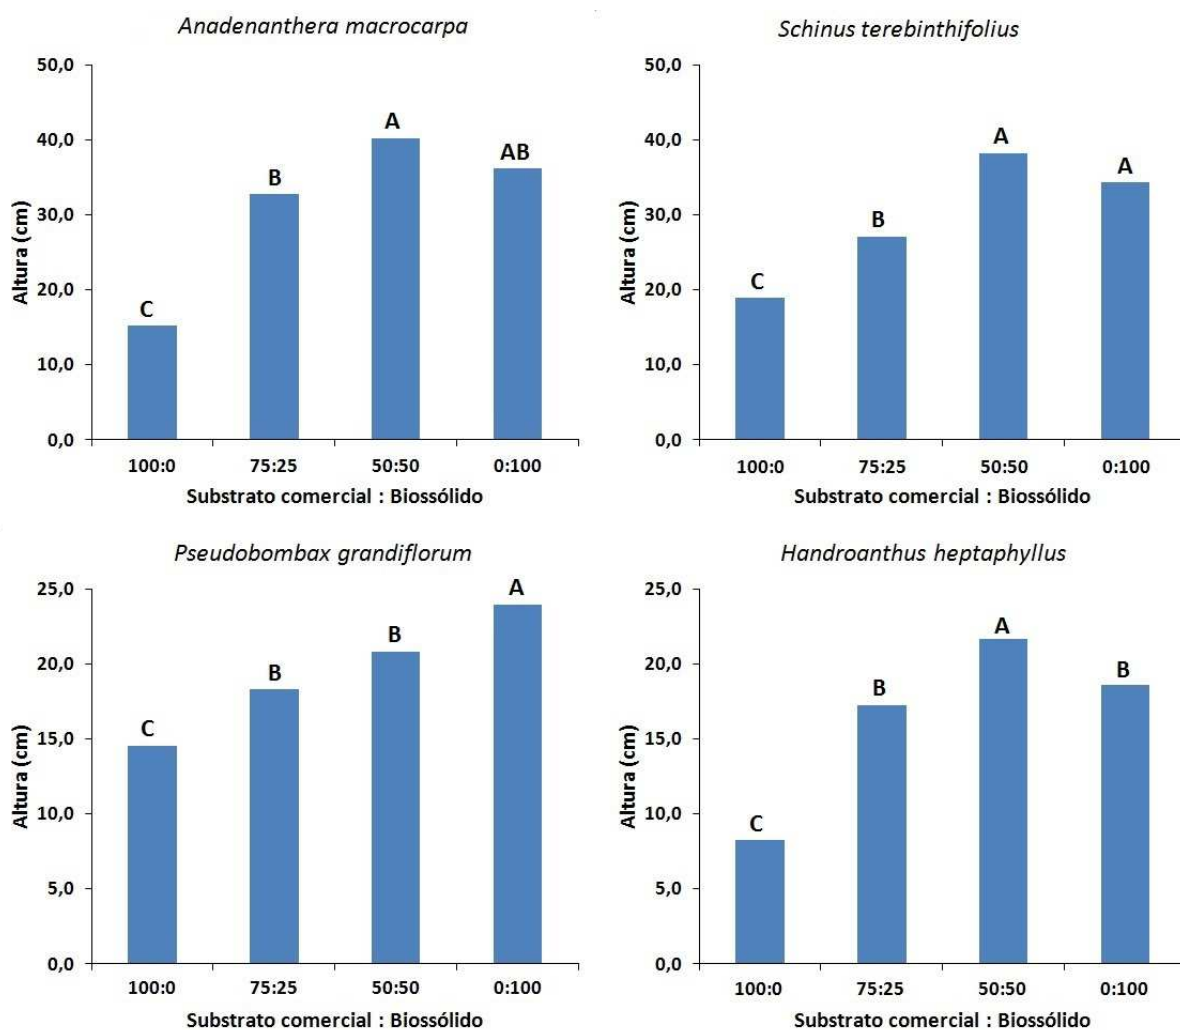 Anadenanthera macrocarpa
Altura (cm)
50,0
40,0
30,0
20,0
10,0
0,0
C
B
A
AB
100:0 75:25 50:50 0:100
Substrato comercial : Biossólido
Schinus terebinthifolius
Altura (cm)
50,0
40,0
30,0
20,0
10,0
0,0
C
B
A
A
100:0 75:25 50:50 0:100
Substrato comercial : Biossólido
Pseudobombax grandiflorum
Altura (cm)
25,0
20,0
15,0
10,0
5,0
0,0
C
B
B
A
100:0 75:25 50:50 0:100
Substrato comercial : Biossólido
Handroanthus heptaphyllus
Altura (cm)
25,0
20,0
15,0
10,0
5,0
0,0
C
B
A
B
100:0 75:25 50:50 0:100
Substrato comercial : Biossólido